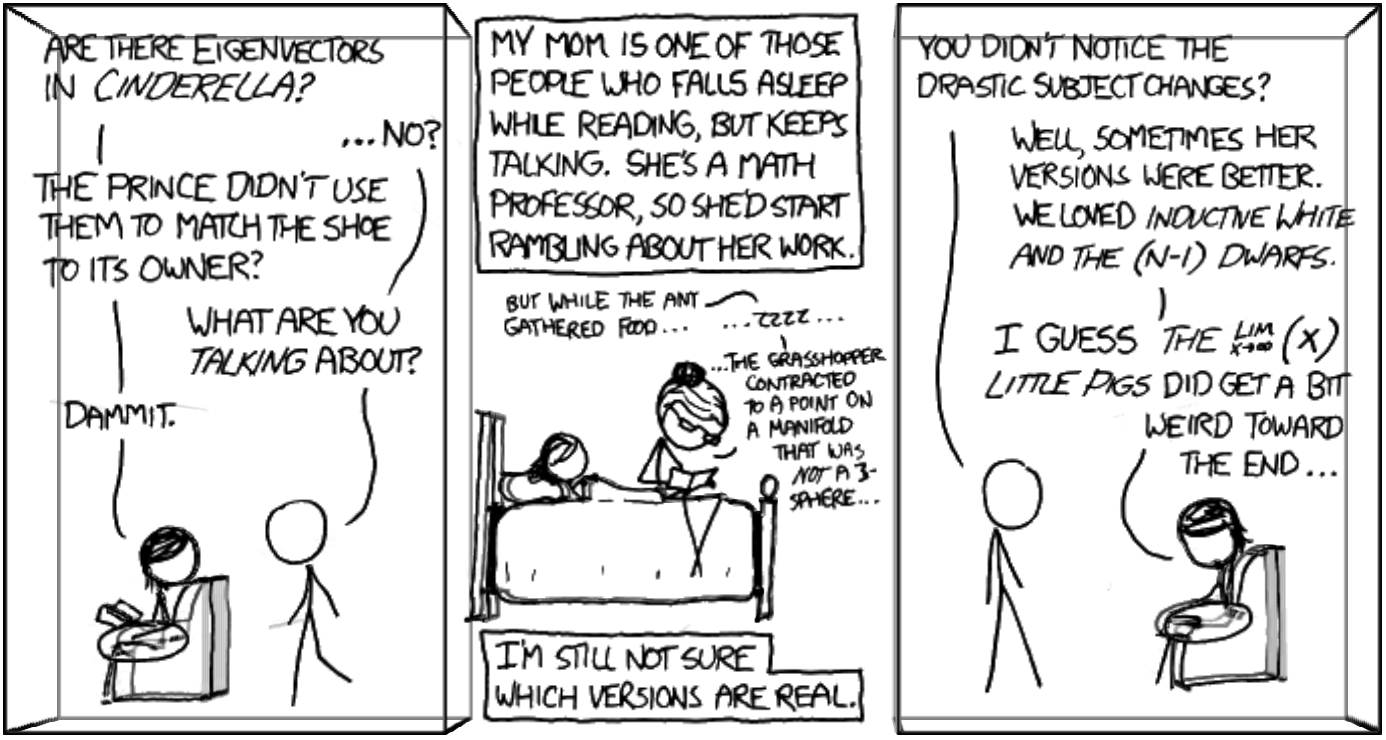 ARE THERE EIGENVECTORS
IN CINDERELLA?
...NO?
THE PRINCE DIDN'T USE
THEM TO MATCH THE SHOE
TO ITS OWNER?
WHAT ARE YOU
TALKING ABOUT?
DAMMIT.
MY MOM IS ONE OF THOSE
PEOPLE WHO FALLS ASLEEP
WHILE READING, BUT KEEPS
TALKING. SHE'S A MATH
PROFESSOR, SO SHE'D START
RAMBLING ABOUT HER WORK.
BUT WHILE THE ANT
GATHERED FOOD...
...ZZZZ...
...THE GRASSHOPPER
CONTRACTED
TO A POINT ON
A MANIFOLD
THAT WAS
NOT A 3-
SPHERE...
I'M STILL NOT SURE
WHICH VERSIONS ARE REAL.
YOU DIDN'T NOTICE THE
DRASTIC SUBJECT CHANGES?
WELL, SOMETIMES HER
VERSIONS WERE BETTER.
WE LOVED INDUCTIVE WHITE
AND THE (N-1) DWARFS.
I GUESS THE LIM X→∞ (X)
LITTLE PIGS DID GET A BIT
WEIRD TOWARD
THE END...